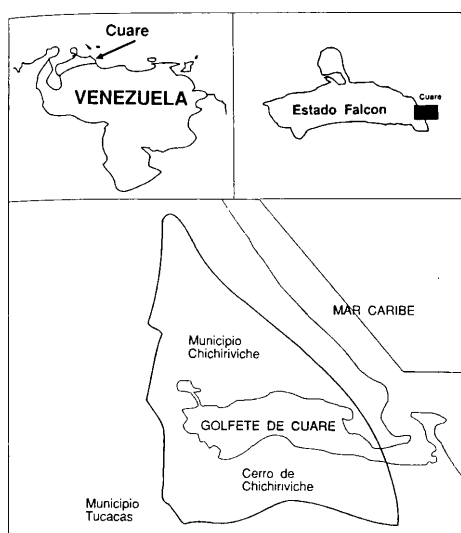 Cuare
VENEZUELA
Cuare
Estado Falcon
MAR CARIBE
Municipio
Chichiriviche
GOLFETE DE CUARE
Cerro de
Chichiriviche
Municipio
Tucacas